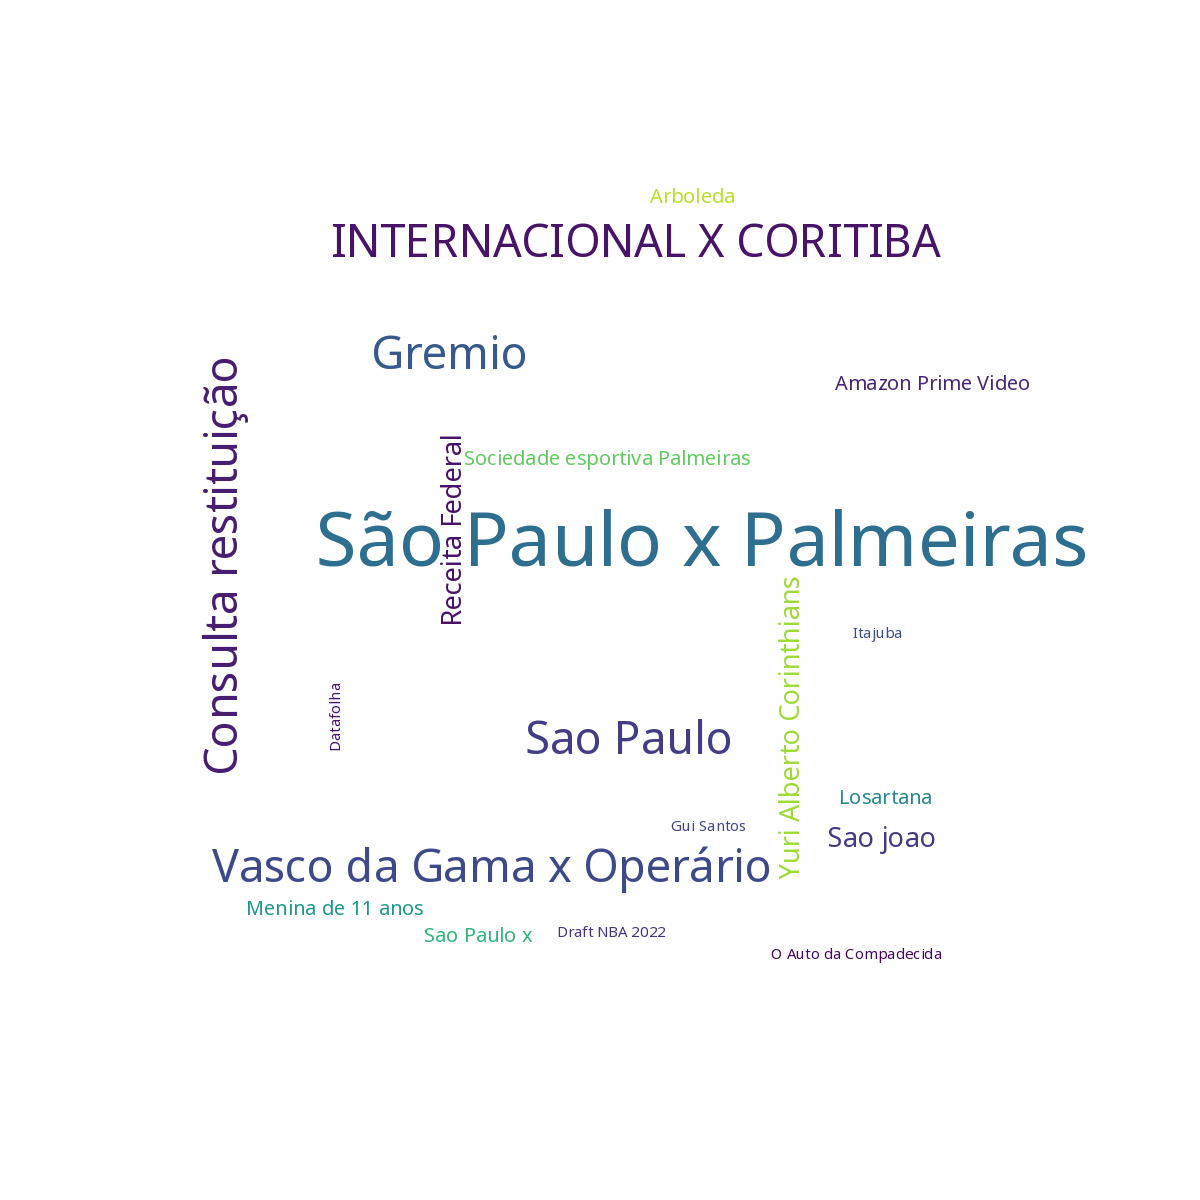 Arboleda
INTERNACIONAL X CORITIBA
Gremio
Consulta restituição
Amazon Prime Video
Receita Federal
Sociedade esportiva Palmeiras
São Paulo x Palmeiras
Yuri Alberto Corinthians
Itajuba
Datafolha
Sao Paulo
Losartana
Gui Santos
Sao joao
Vasco da Gama x Operário
Menina de 11 anos
Sao Paulo x
Draft NBA 2022
O Auto da Compadecida